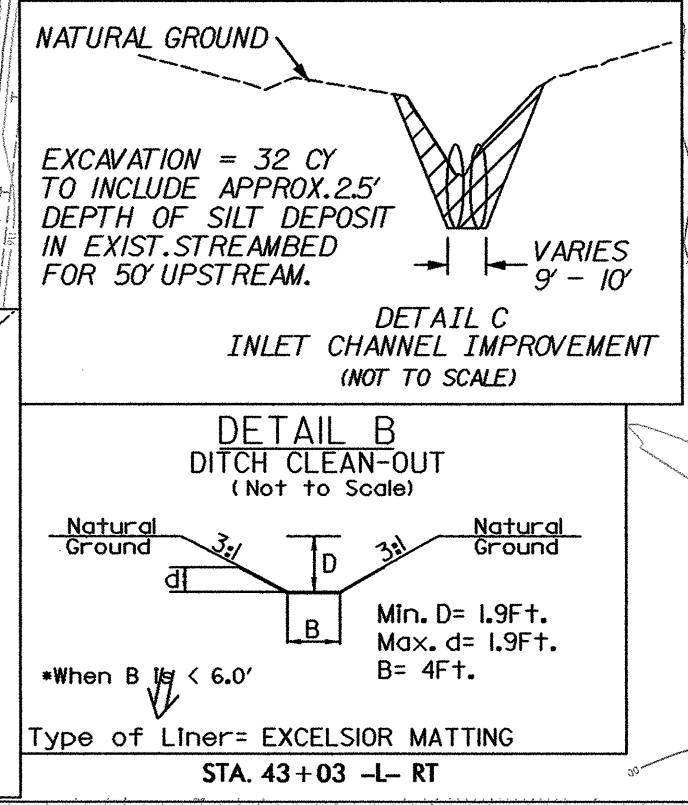 NATURAL GROUND
EXCAVATION = 32 CY
TO INCLUDE APPROX.2.5'
DEPTH OF SILT DEPOSIT
IN EXIST.STREAMBED
FOR 50' UPSTREAM.
VARIES
9' - 10'
DETAIL C
INLET CHANNEL IMPROVEMENT
(NOT TO SCALE)
DETAIL B
DITCH CLEAN-OUT
(Not to Scale)
Natural
Ground
3:1
D
3:1
Natural
Ground
d
B
Min. D= 1.9Ft.
Max. d= 1.9Ft.
B= 4Ft.
*When B is < 6.0'
Type of Liner= EXCELSIOR MATTING
STA. 43+03 -L- RT